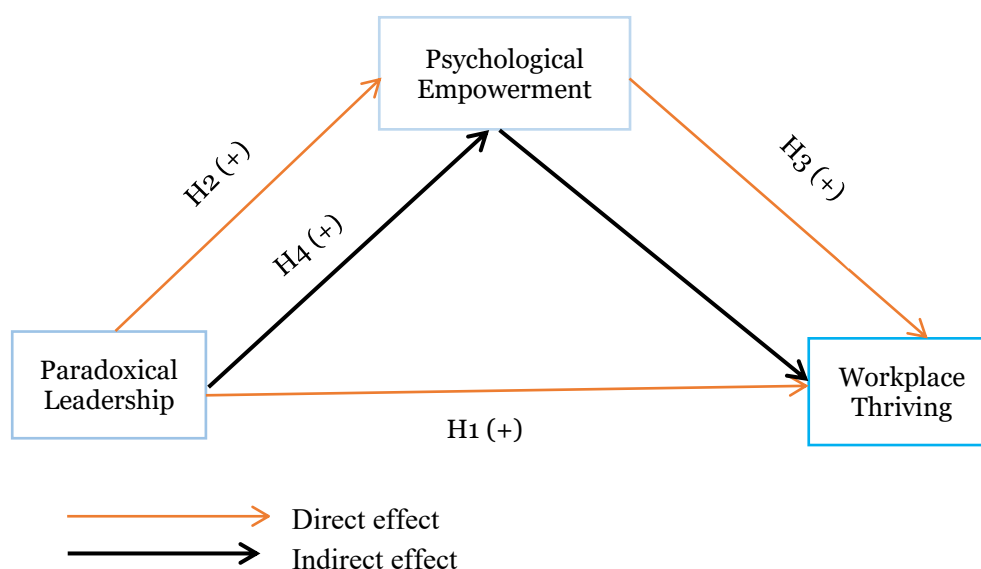 Psychological
Empowerment
H2 (+)
H3 (+)
H4 (+)
Paradoxical
Leadership
Workplace
Thriving
H1 (+)
Direct effect
Indirect effect